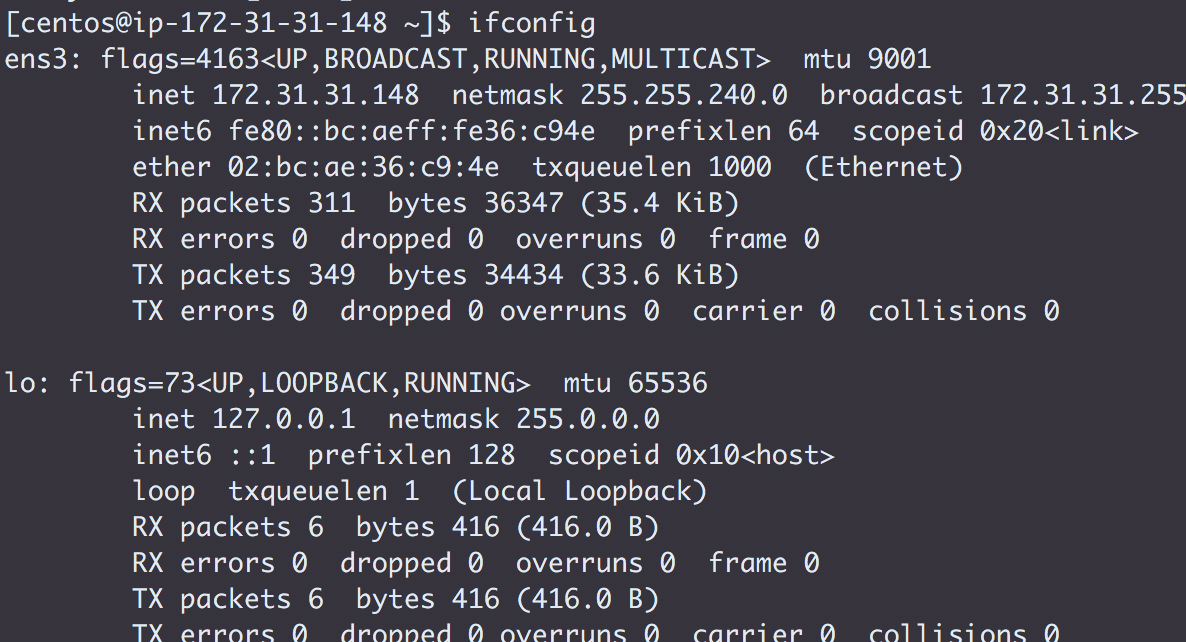 [centos@ip-172-31-31-148 ~]$ ifconfig
ens3: flags=4163<UP,BROADCAST,RUNNING,MULTICAST>  mtu 9001
        inet 172.31.31.148  netmask 255.255.240.0  broadcast 172.31.31.255
        inet6 fe80::bc:aeff:fe36:c94e  prefixlen 64  scopeid 0x20<link>
        ether 02:bc:ae:36:c9:4e  txqueuelen 1000  (Ethernet)
        RX packets 311  bytes 36347 (35.4 KiB)
        RX errors 0  dropped 0  overruns 0  frame 0
        TX packets 349  bytes 34434 (33.6 KiB)
        TX errors 0  dropped 0 overruns 0  carrier 0  collisions 0

lo: flags=73<UP,LOOPBACK,RUNNING>  mtu 65536
        inet 127.0.0.1  netmask 255.0.0.0
        inet6 ::1  prefixlen 128  scopeid 0x10<host>
        loop  txqueuelen 1  (Local Loopback)
        RX packets 6  bytes 416 (416.0 B)
        RX errors 0  dropped 0  overruns 0  frame 0
        TX packets 6  bytes 416 (416.0 B)
        TX errors 0  dropped 0 overruns 0  carrier 0  collisions 0